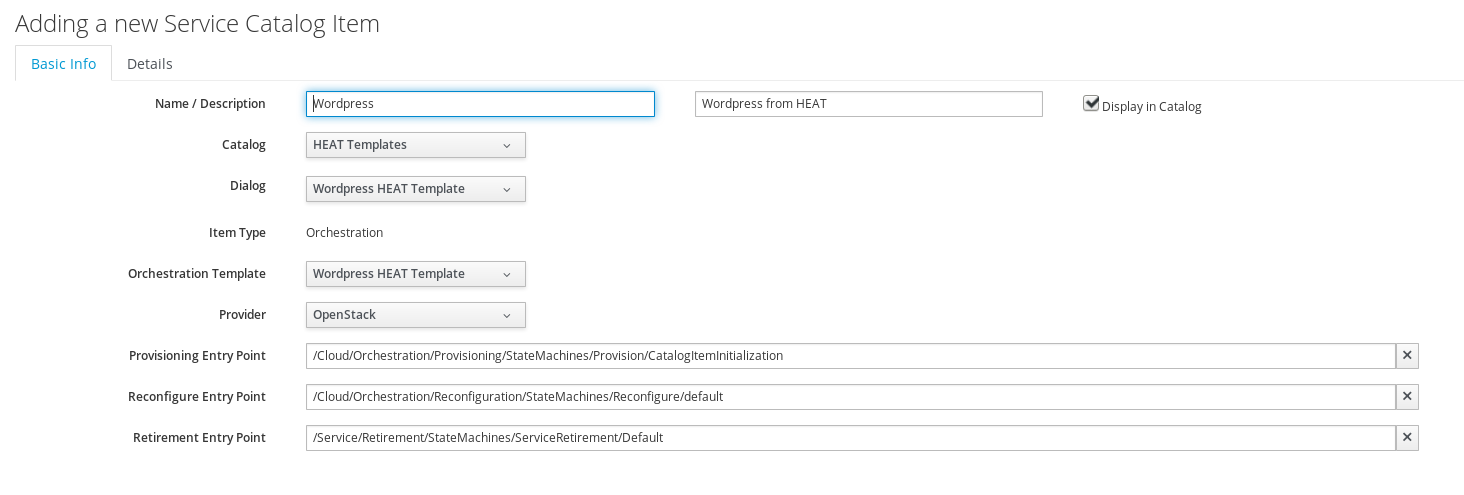 Adding a new Service Catalog Item
Basic Info Details
Name / Description Wordpress Wordpress from HEAT Display in Catalog
Catalog HEAT Templates
Dialog Wordpress HEAT Template
Item Type Orchestration
Orchestration Template Wordpress HEAT Template
Provider OpenStack
Provisioning Entry Point /Cloud/Orchestration/Provisioning/StateMachines/Provision/CatalogItemInitialization
Reconfigure Entry Point /Cloud/Orchestration/Reconfiguration/StateMachines/Reconfigure/default
Retirement Entry Point /Service/Retirement/StateMachines/ServiceRetirement/Default